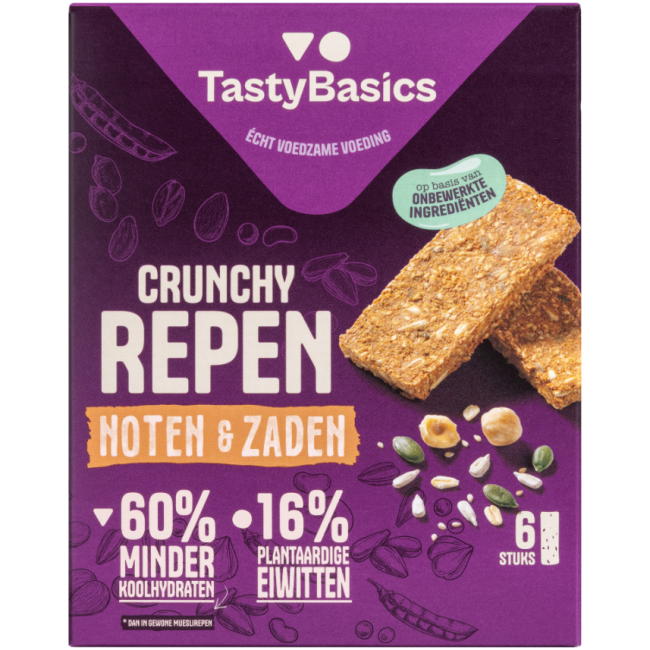 TastyBasics
ÉCHT VOEDZAME VOEDING
op basis van
ONBEWERKTE
INGREDIËNTEN
CRUNCHY
REPEN
NOTEN & ZADEN
60%
MINDER
KOOLHYDRATEN
* DAN IN GEWONE MUESLIREPEN
16%
PLANTAARDIGE
EIWITTEN
6
STUKS